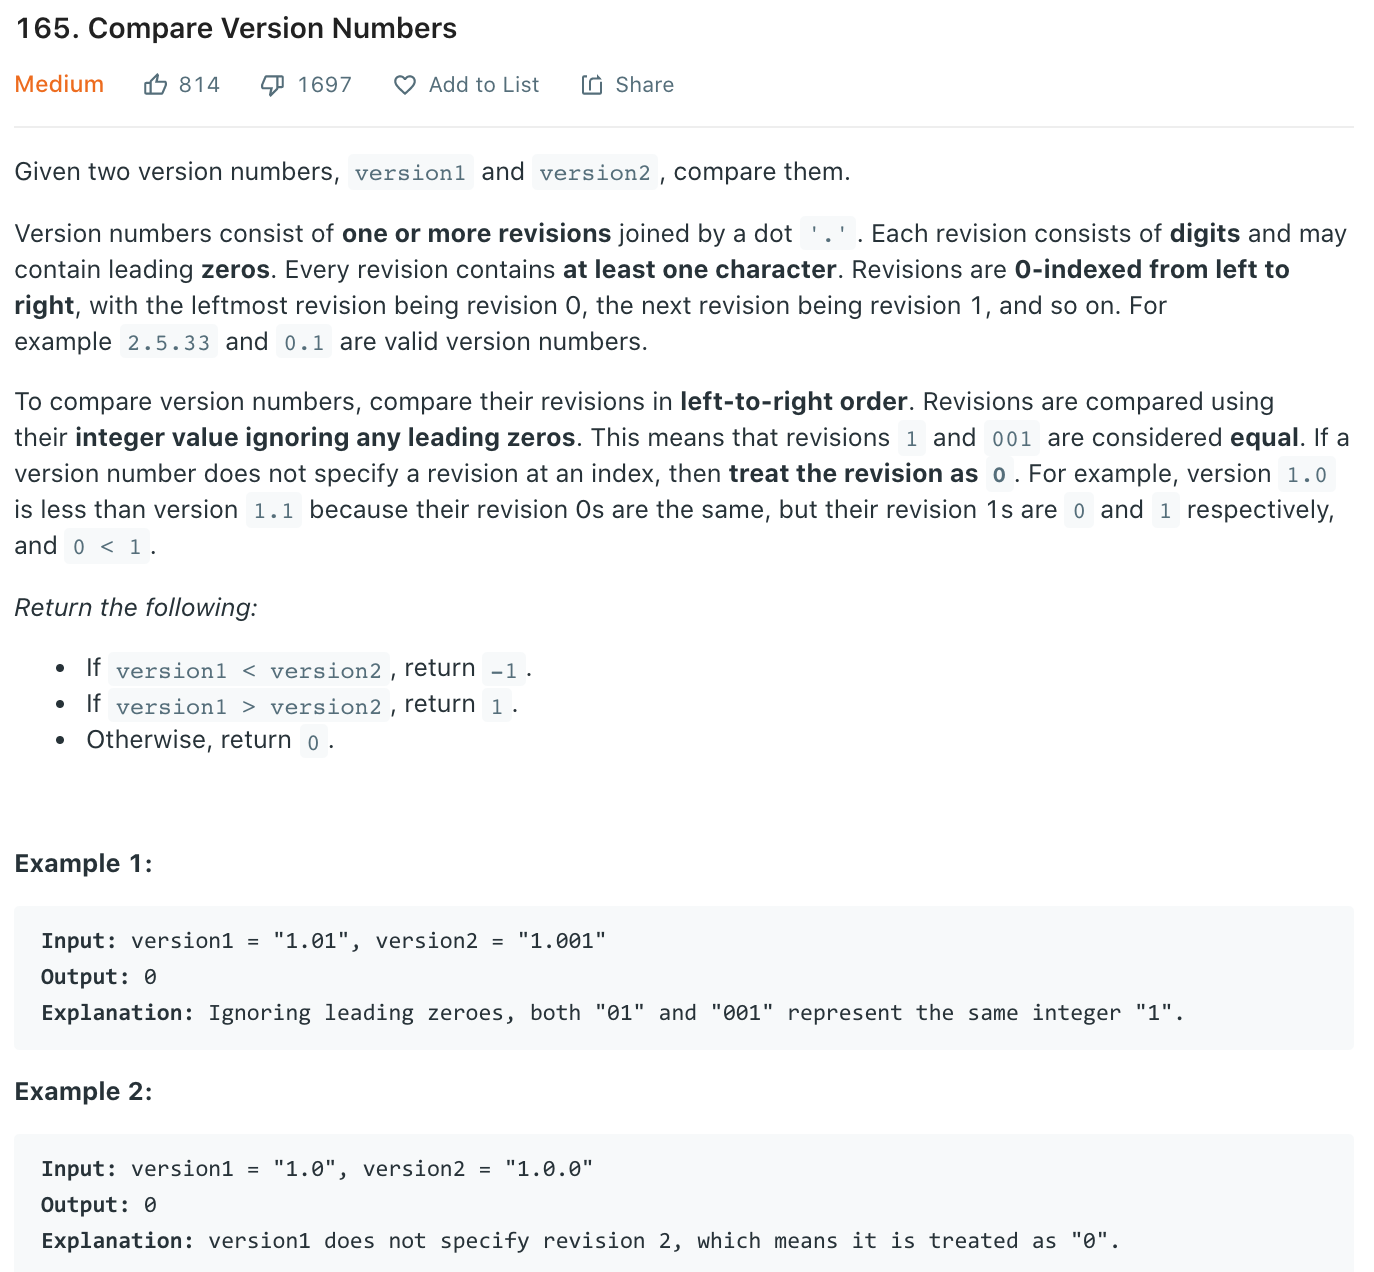 165. Compare Version Numbers
Medium 814 1697 Add to List Share
Given two version numbers, version1 and version2 , compare them.
Version numbers consist of one or more revisions joined by a dot '.' . Each revision consists of digits and may
contain leading zeros. Every revision contains at least one character. Revisions are 0-indexed from left to
right, with the leftmost revision being revision 0, the next revision being revision 1, and so on. For
example 2.5.33 and 0.1 are valid version numbers.
To compare version numbers, compare their revisions in left-to-right order. Revisions are compared using
their integer value ignoring any leading zeros. This means that revisions 1 and 001 are considered equal. If a
version number does not specify a revision at an index, then treat the revision as 0 . For example, version 1.0
is less than version 1.1 because their revision 0s are the same, but their revision 1s are 0 and 1 respectively,
and 0 < 1 .
Return the following:
• If version1 < version2 , return -1 .
• If version1 > version2 , return 1 .
• Otherwise, return 0 .
Example 1:
Input: version1 = "1.01", version2 = "1.001"
Output: 0
Explanation: Ignoring leading zeroes, both "01" and "001" represent the same integer "1".
Example 2:
Input: version1 = "1.0", version2 = "1.0.0"
Output: 0
Explanation: version1 does not specify revision 2, which means it is treated as "0".